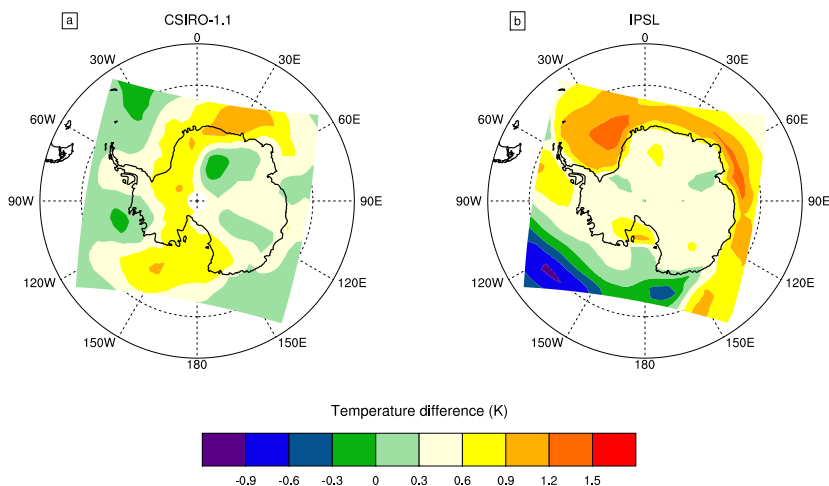 a CSIRO-1.1
0
30W 30E
60W 60E
90W 90E
120W 120E
150W 150E
180
b IPSL
0
30W 30E
60W 60E
90W 90E
120W 120E
150W 150E
180
Temperature difference (K)
-0.9 -0.6 -0.3 0 0.3 0.6 0.9 1.2 1.5